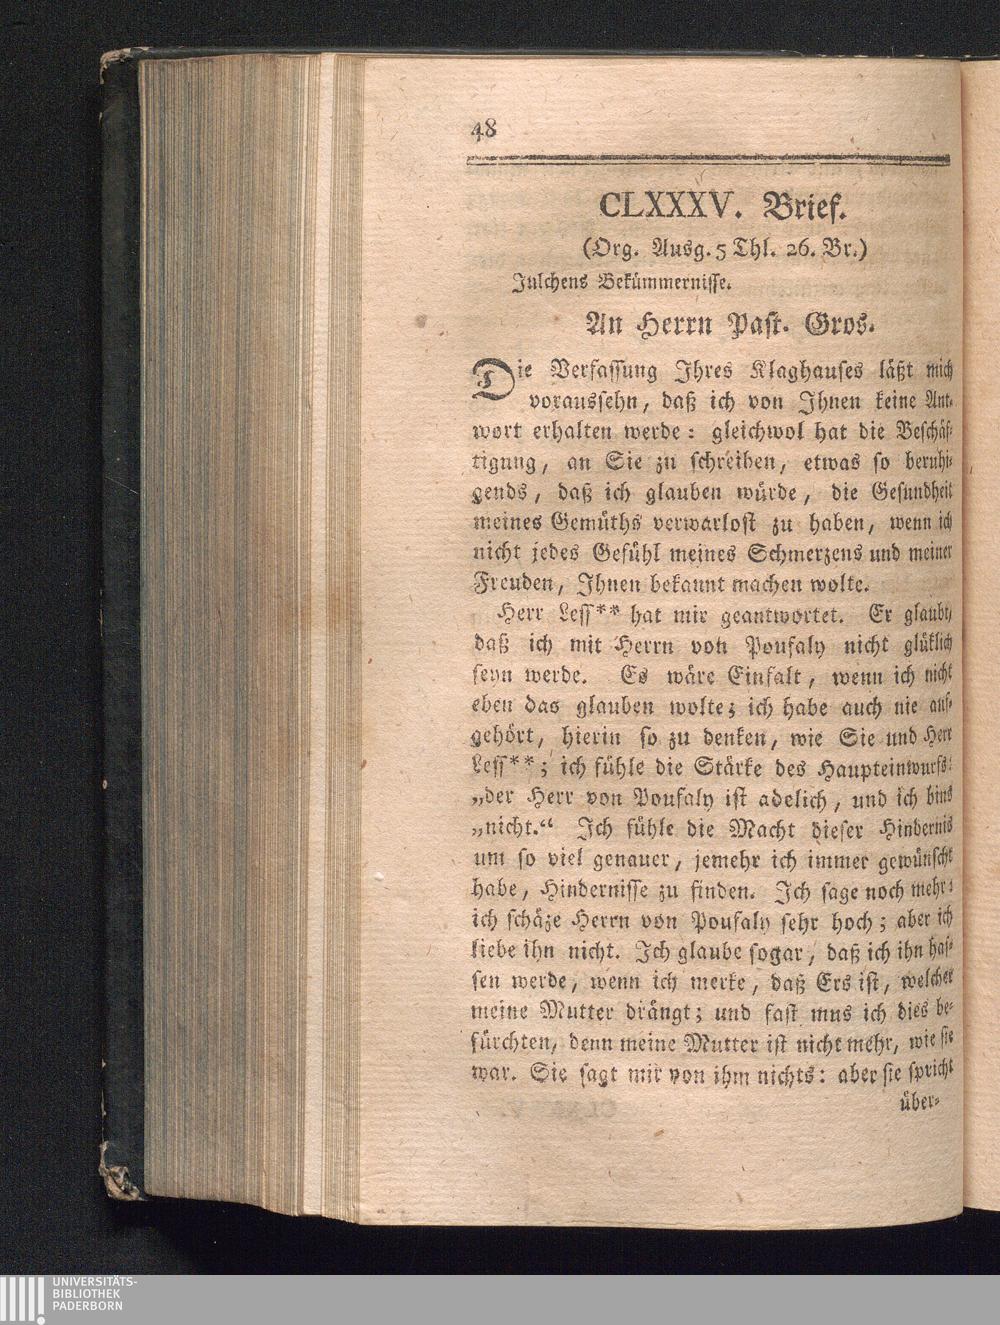 48
CLXXXV. Brief.
(Org. Ausg. 5 Thl. 26. Br.)
Julchens Bekümmernisse.
An Herrn Past. Gros.
Die Verfassung Ihres Klaghauses läßt mich
voraussehn, daß ich von Ihnen keine Ant-
wort erhalten werde: gleichwol hat die Beschäf-
tigung, an Sie zu schreiben, etwas so beruhi-
gends, daß ich glauben würde, die Gesundheit
meines Gemüths verwarlost zu haben, wenn ich
nicht jedes Gefühl meines Schmerzens und meiner
Freuden, Ihnen bekannt machen wolte.
Herr Less** hat mir geantwortet. Er glaubt,
daß ich mit Herrn von Poufaly nicht glüklich
seyn werde. Es wäre Einfalt, wenn ich nicht
eben das glauben wolte; ich habe auch nie auf-
gehört, hierin so zu denken, wie Sie und Herr
Less**; ich fühle die Stärke des Haupteinwurfs:
„der Herr von Poufaly ist adelich, und ich bins
„nicht.“ Ich fühle die Macht dieser Hindernis
um so viel genauer, jemehr ich immer gewünscht
habe, Hindernisse zu finden. Ich sage noch mehr:
ich schäze Herrn von Poufaly sehr hoch; aber ich
liebe ihn nicht. Ich glaube sogar, daß ich ihn has-
sen werde, wenn ich merke, daß Ers ist, welcher
meine Mutter drängt; und fast mus ich dies be-
fürchten, denn meine Mutter ist nicht mehr, wie sie
war. Sie sagt mir von ihm nichts: aber sie spricht
über-
UNIVERSITÄTS-
BIBLIOTHEK
PADERBORN